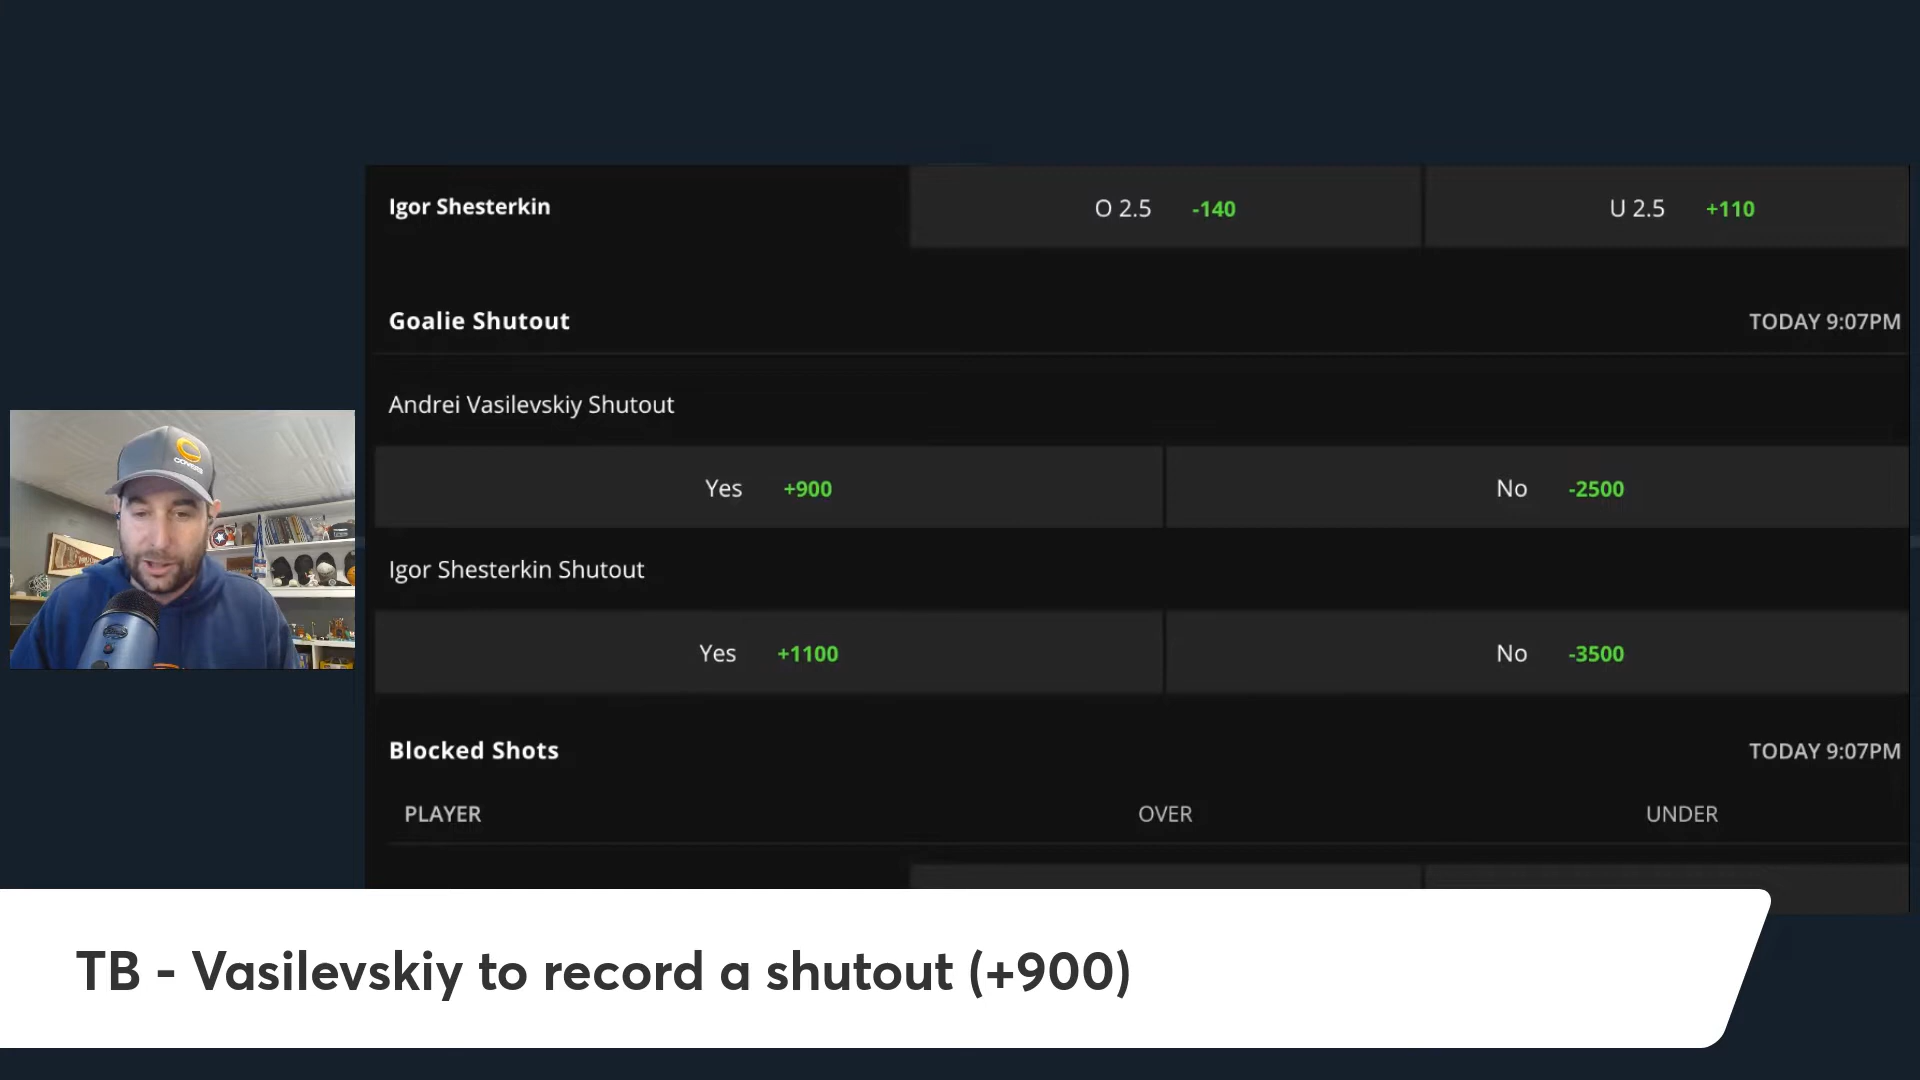 Igor Shesterkin O 2.5 -140 U 2.5 +110
Goalie Shutout TODAY 9:07PM
Andrei Vasilevskiy Shutout
Yes +900 No -2500
Igor Shesterkin Shutout
Yes +1100 No -3500
Blocked Shots TODAY 9:07PM
PLAYER OVER UNDER
COVERS
TB - Vasilevskiy to record a shutout (+900)